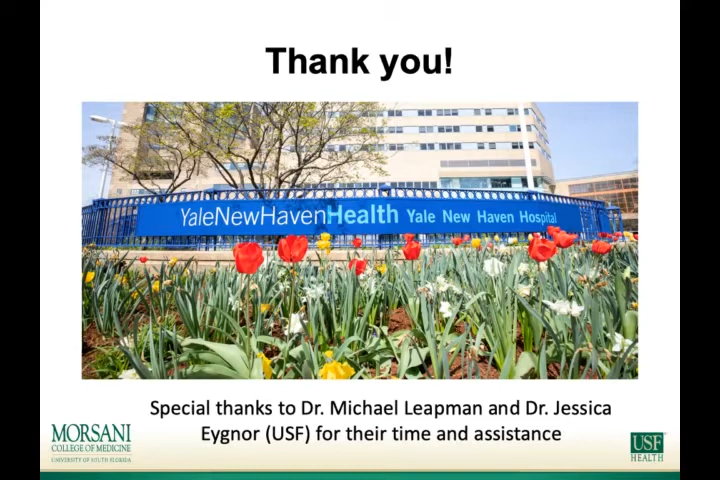 Thank you!
YaleNewHavenHealth Yale New Haven Hospital
Special thanks to Dr. Michael Leapman and Dr. Jessica
Eygnor (USF) for their time and assistance
MORSANI
COLLEGE OF MEDICINE
UNIVERSITY OF SOUTH FLORIDA
USF
HEALTH